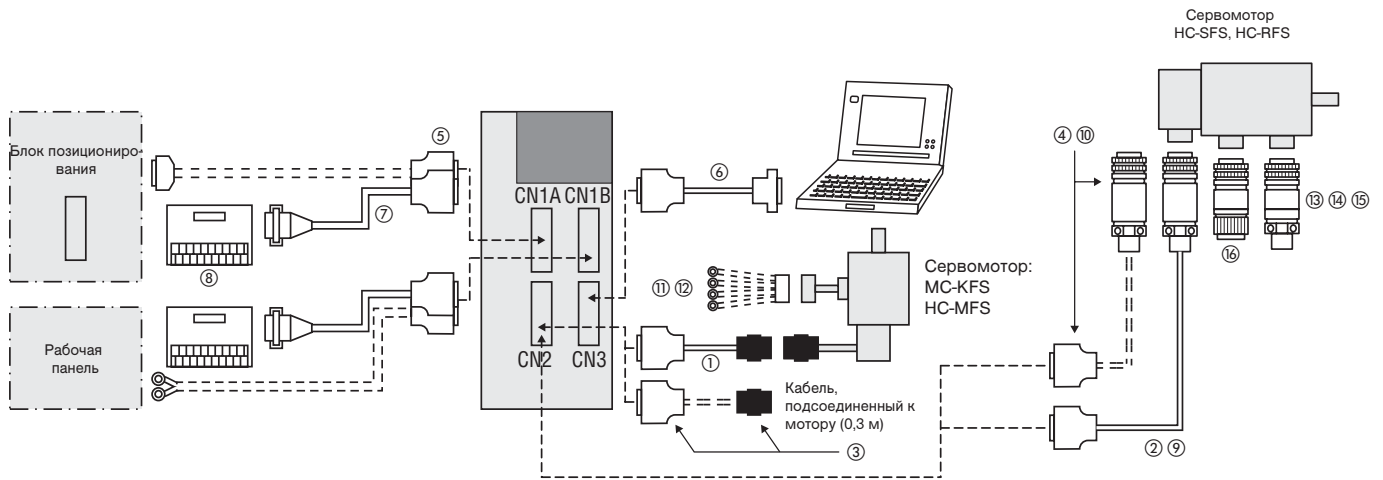 Сервомотор
HC-SFS, HC-RFS
④ ⑩
⑤
Блок позициониро-
вания
⑥
CN1A CN1B
⑦
⑬ ⑭ ⑮
⑧
⑯
Сервомотор:
MC-KFS
HC-MFS
⑪ ⑫
Рабочая
панель
CN2 CN3
①
Кабель,
подсоединенный к
мотору (0,3 м)
② ⑨
③